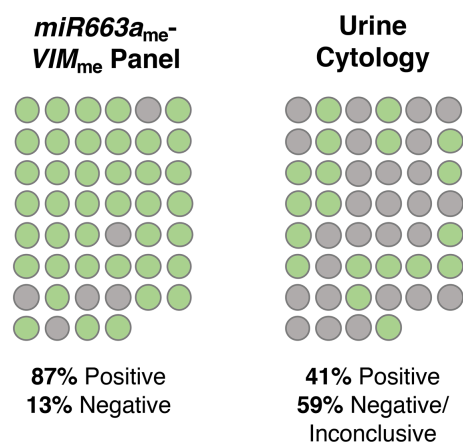 miR663ame-
VIMme Panel
Urine
Cytology
87% Positive
13% Negative
41% Positive
59% Negative/
Inconclusive